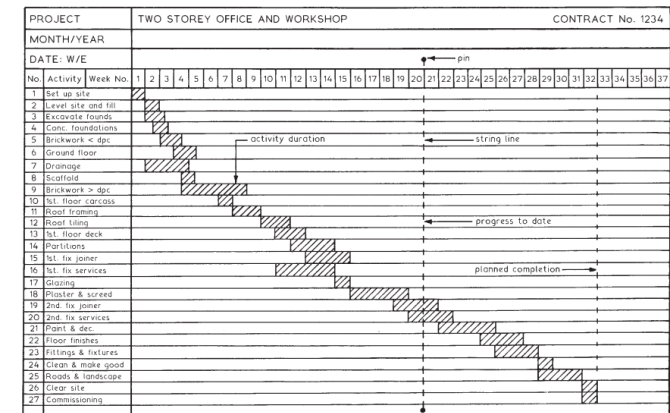 PROJECT TWO STOREY OFFICE AND WORKSHOP CONTRACT No. 1234
MONTH/YEAR
DATE: W/E pin
No. Activity Week No. 1 2 3 4 5 6 7 8 9 10 11 12 13 14 15 16 17 18 19 20 21 22 23 24 25 26 27 28 29 30 31 32 33 34 35 36 37
1 Set up site
2 Level site and fill
3 Excavate founds
4 Conc. foundations
5 Brickwork < dpc activity duration string line
6 Ground floor
7 Drainage
8 Scaffold
9 Brickwork > dpc
10 1st. floor carcass
11 Roof framing
12 Roof tiling progress to date
13 1st. floor deck
14 Partitions
15 1st. fix joiner
16 1st. fix services planned completion
17 Glazing
18 Plaster & screed
19 2nd. fix joiner
20 2nd. fix services
21 Paint & dec.
22 Floor finishes
23 Fittings & fixtures
24 Clean & make good
25 Roads & landscape
26 Clear site
27 Commissioning